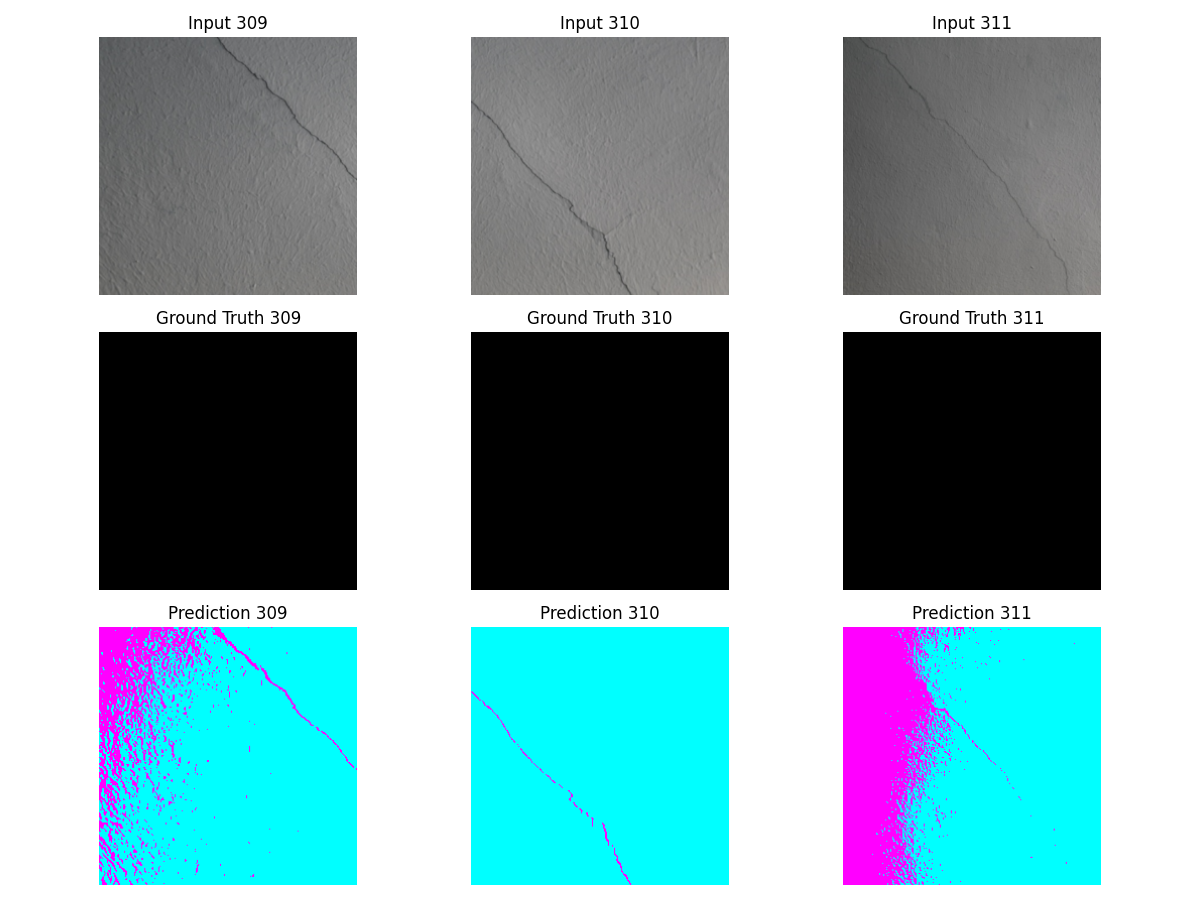 Input 309
Input 310
Input 311
Ground Truth 309
Ground Truth 310
Ground Truth 311
Prediction 309
Prediction 310
Prediction 311